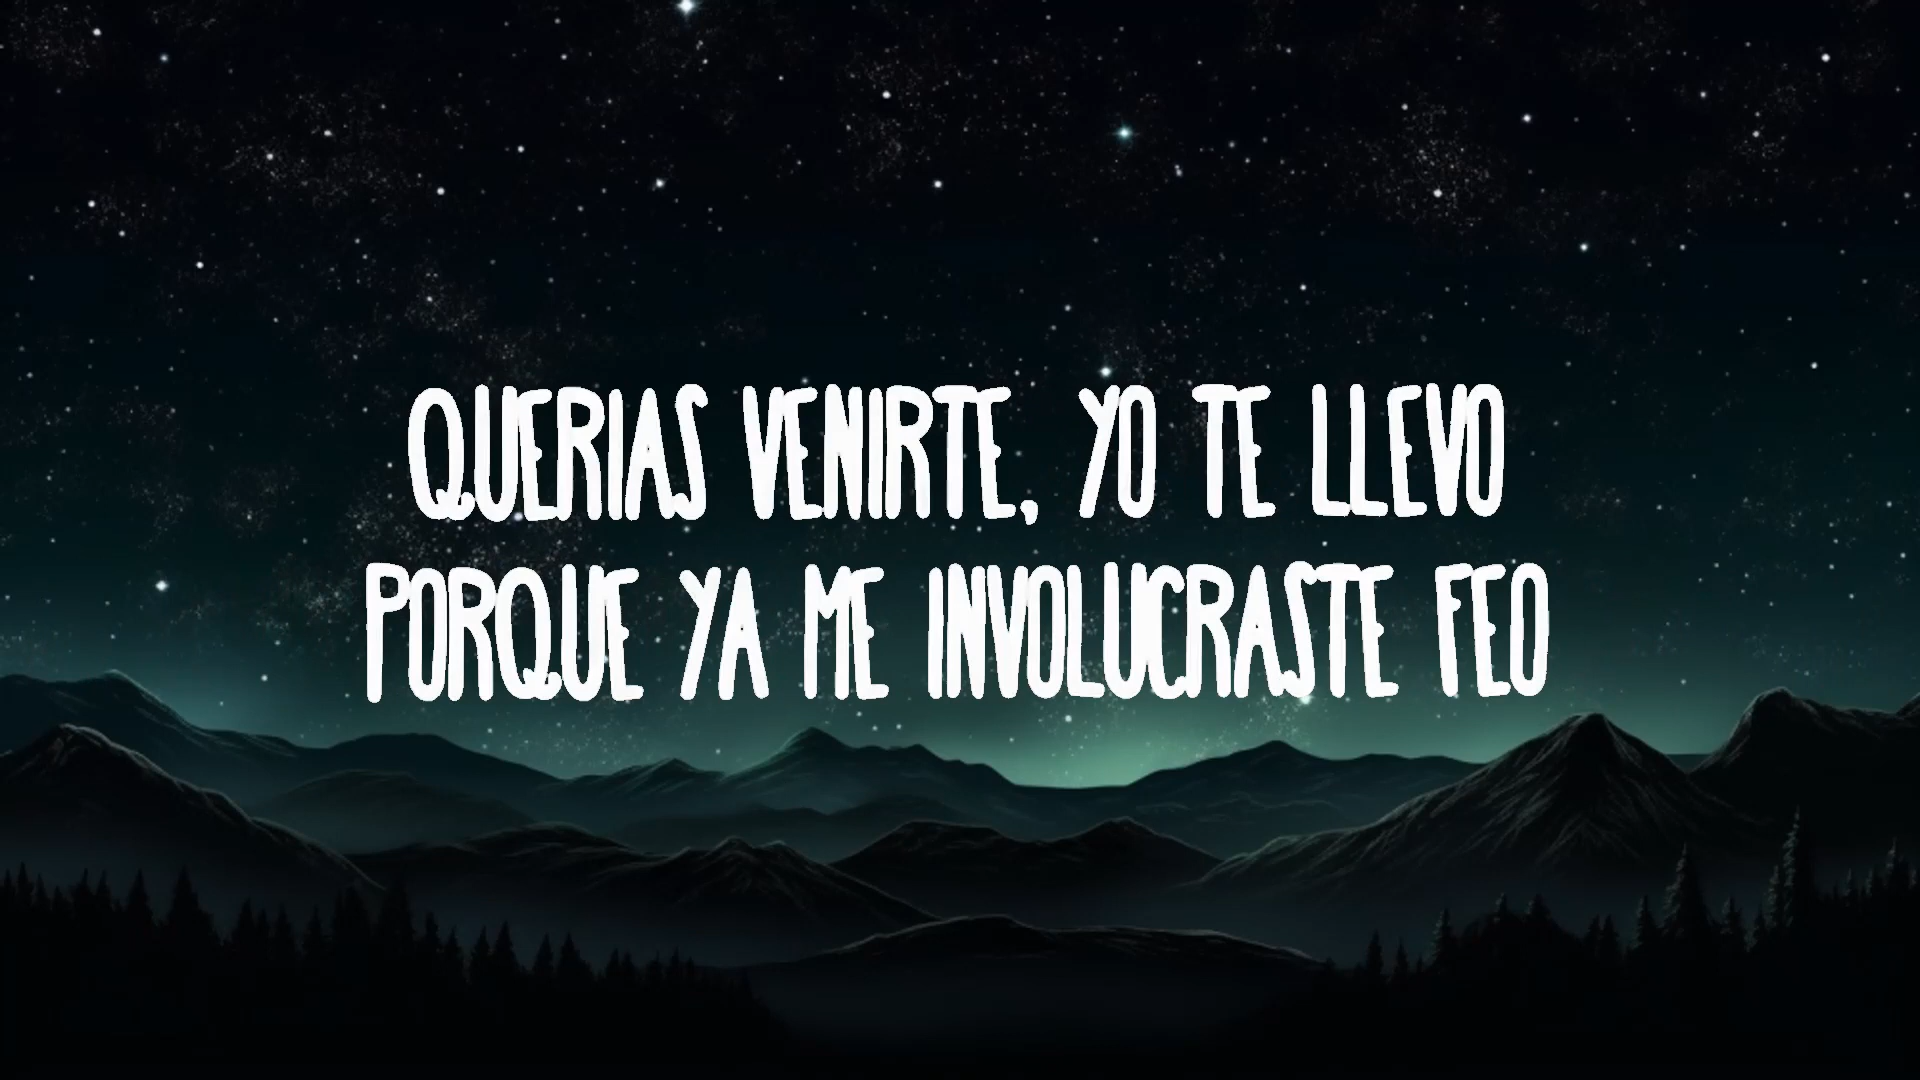 QUERIAS VENIRTE, YO TE LLEVO
PORQUE YA ME INVOLUCRASTE FEO